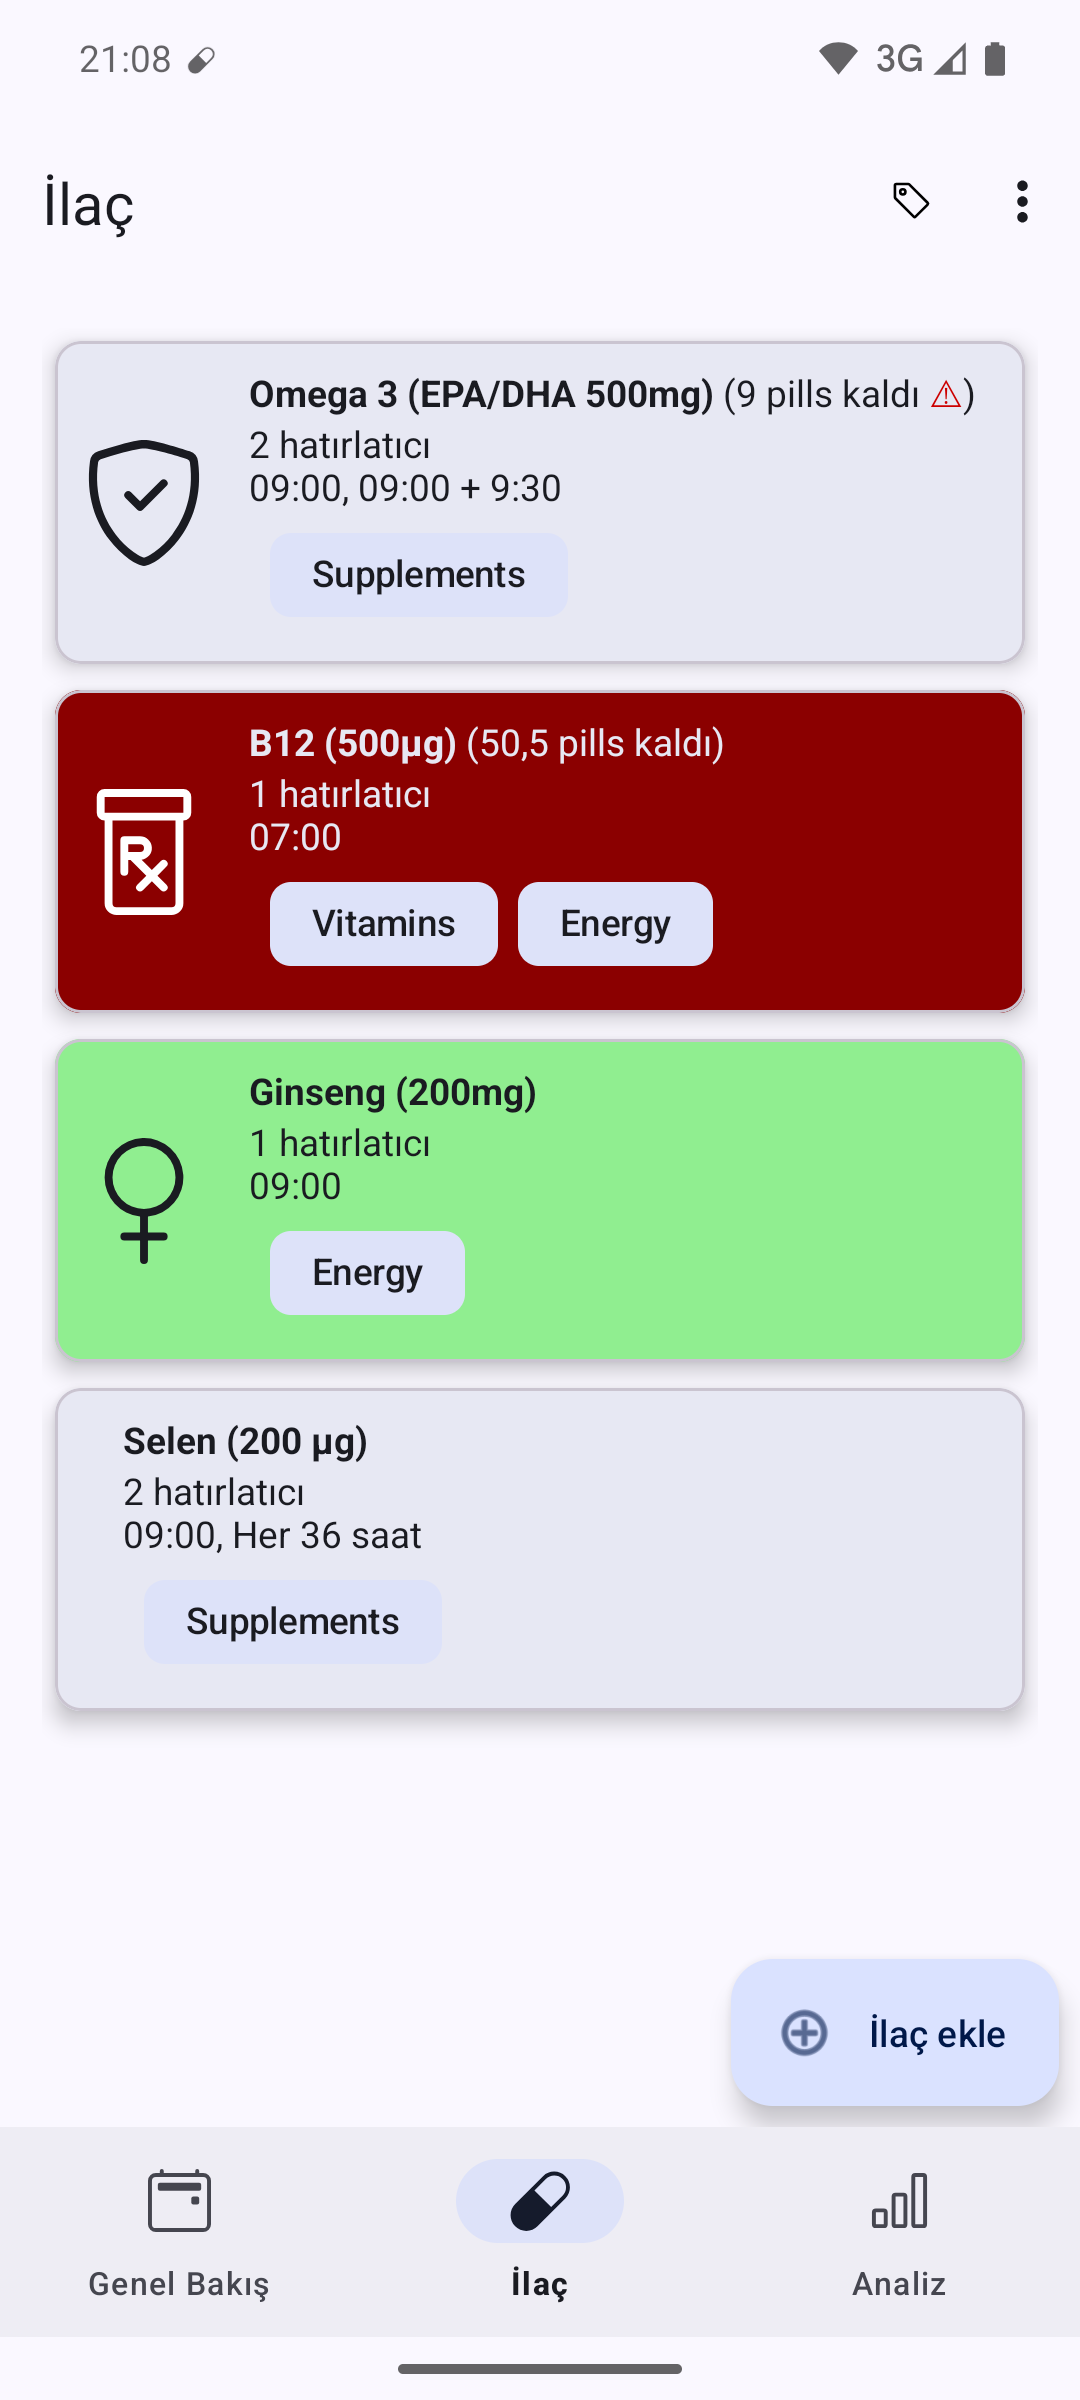 21:08
3G
İlaç
Omega 3 (EPA/DHA 500mg) (9 pills kaldı ⚠)
2 hatırlatıcı
09:00, 09:00 + 9:30
Supplements
B12 (500µg) (50,5 pills kaldı)
1 hatırlatıcı
07:00
Vitamins Energy
Ginseng (200mg)
1 hatırlatıcı
09:00
Energy
Selen (200 µg)
2 hatırlatıcı
09:00, Her 36 saat
Supplements
İlaç ekle
Genel Bakış İlaç Analiz